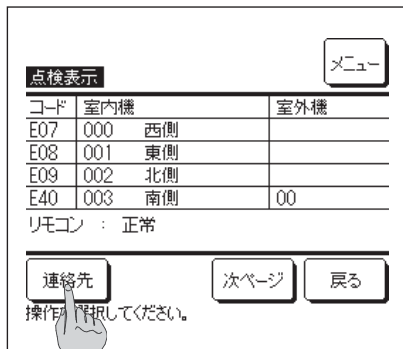 メニュー
点検表示
コード 室内機 室外機
E07 000 西側
E08 001 東側
E09 002 北側
E40 003 南側 00
リモコン : 正常
連絡先 次ページ 戻る
操作 選択してください。